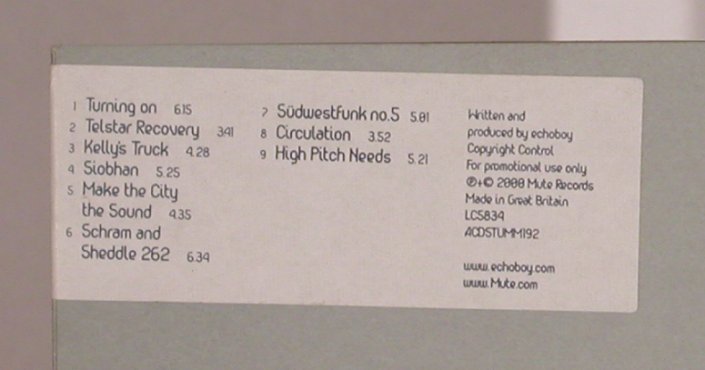 1 Turning on 6.15
2 Telstar Recovery 3.41
3 Kelly's Truck 4.28
4 Siobhan 5.25
5 Make the City
the Sound 4.35
6 Schram and
Sheddle 262 6.34
7 Südwestfunk no.5 5.01
8 Circulation 3.52
9 High Pitch Needs 5.21
Written and
produced by echoboy
Copyright Control
For promotional use only
℗+© 2000 Mute Records
Made in Great Britain
LC5834
ACDSTUMM192
www.echoboy.com
www.Mute.com